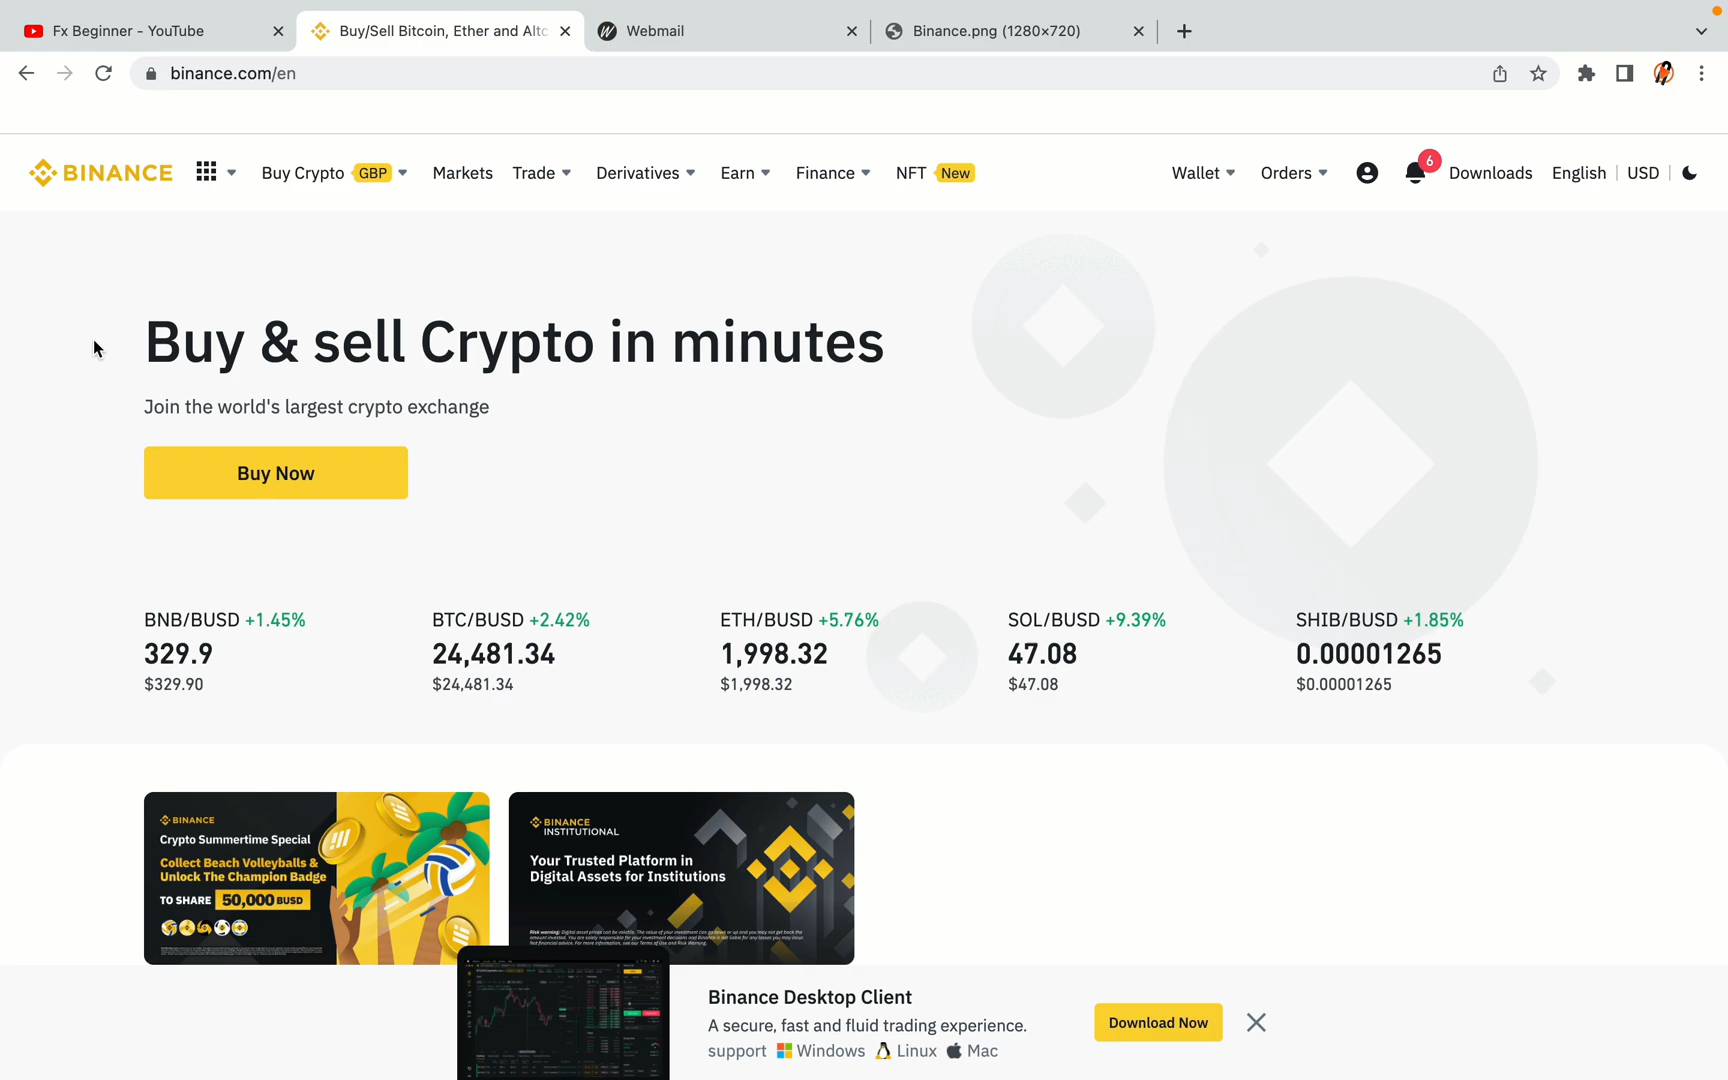 Fx Beginner - YouTube
Buy/Sell Bitcoin, Ether and Altc
Webmail
Binance.png (1280×720)
binance.com/en
BINANCE
Buy Crypto GBP
Markets
Trade
Derivatives
Earn
Finance
NFT New
Wallet
Orders
6
Downloads
English
USD
Buy & sell Crypto in minutes
Join the world's largest crypto exchange
Buy Now
BNB/BUSD +1.45%
329.9
$329.90
BTC/BUSD +2.42%
24,481.34
$24,481.34
ETH/BUSD +5.76%
1,998.32
$1,998.32
SOL/BUSD +9.39%
47.08
$47.08
SHIB/BUSD +1.85%
0.00001265
$0.00001265
BINANCE
Crypto Summertime Special
Collect Beach Volleyballs &
Unlock The Champion Badge
TO SHARE 50,000 BUSD
BINANCE
INSTITUTIONAL
Your Trusted Platform in
Digital Assets for Institutions
Binance Desktop Client
A secure, fast and fluid trading experience.
support Windows Linux Mac
Download Now